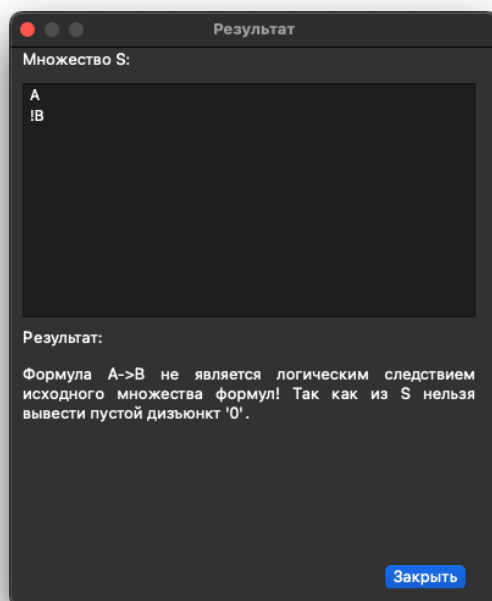 Результат
Множество S:
A
!B
Результат:
Формула A->B не является логическим следствием
исходного множества формул! Так как из S нельзя
вывести пустой дизъюнкт '0'.
Закрыть